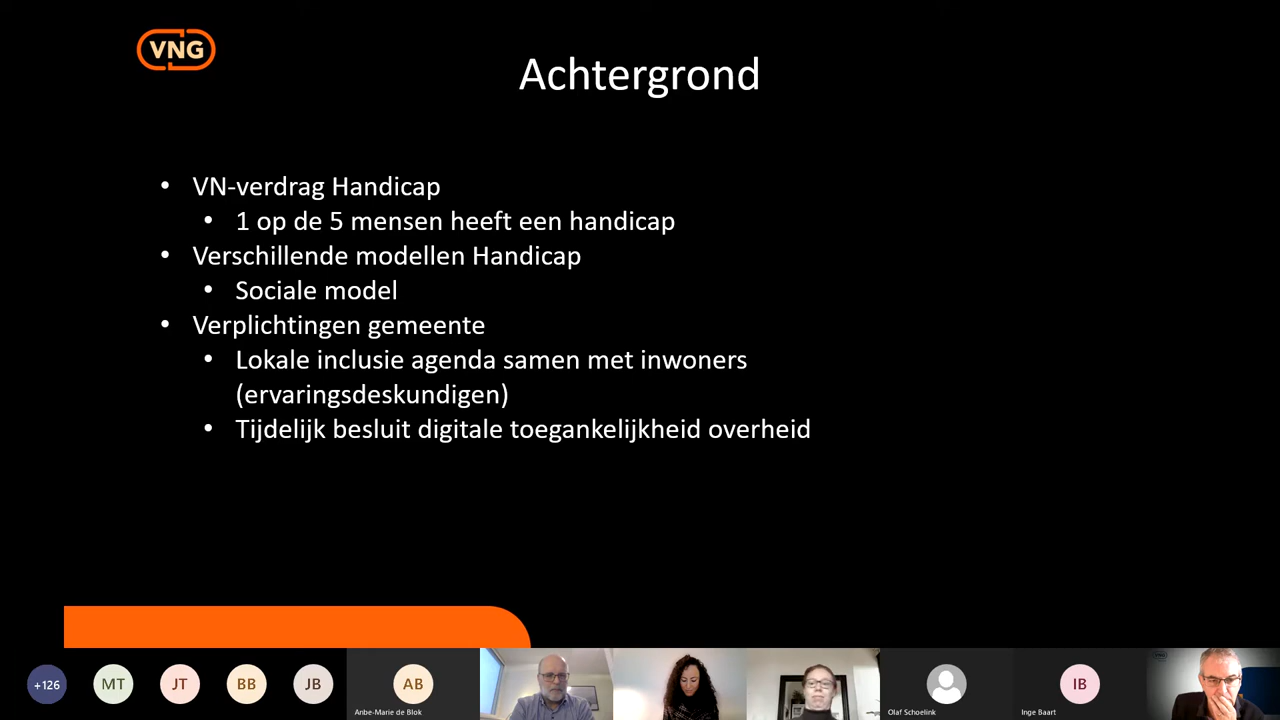 VNG
Achtergrond
• VN-verdrag Handicap
• 1 op de 5 mensen heeft een handicap
• Verschillende modellen Handicap
• Sociale model
• Verplichtingen gemeente
• Lokale inclusie agenda samen met inwoners
(ervaringsdeskundigen)
• Tijdelijk besluit digitale toegankelijkheid overheid
+126
MT
JT
BB
JB
AB
IB
Anbe-Marie de Blok
Olaf Schoelink
Inge Baart